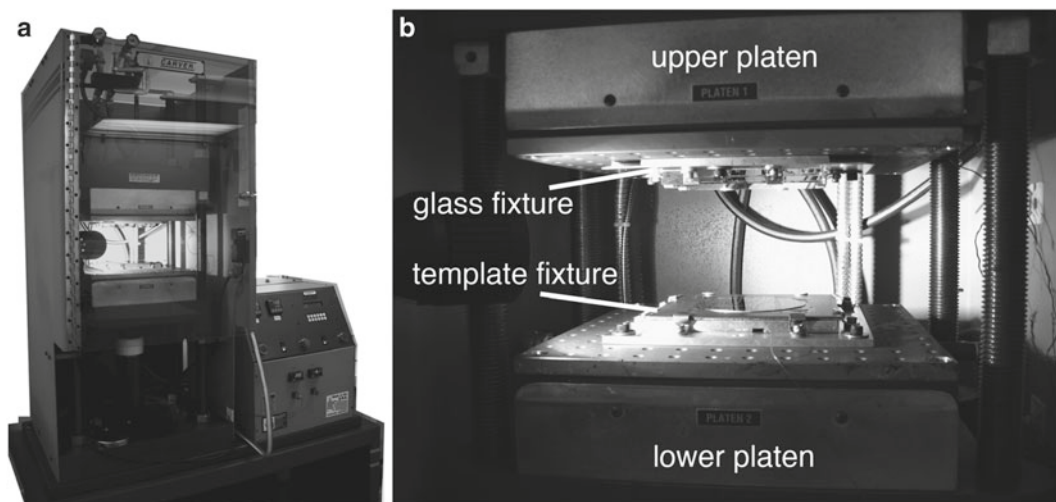 a
CARVER
b
upper platen
PLATEN 1
glass fixture
template fixture
PLATEN 2
lower platen